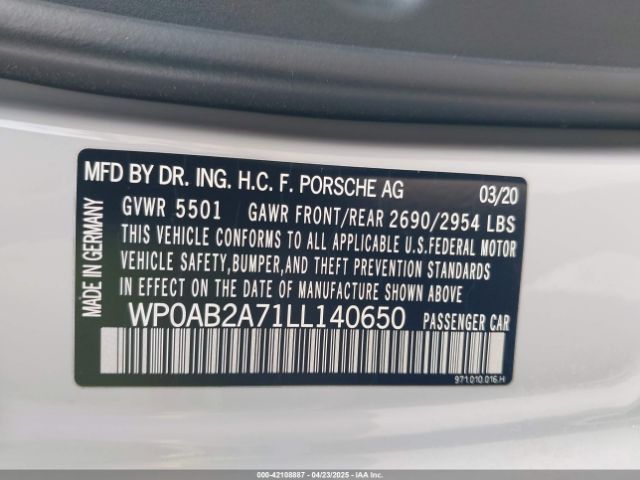 MFD BY DR. ING. H.C. F. PORSCHE AG 03/20
GVWR 5501 GAWR FRONT/REAR 2690/2954 LBS
THIS VEHICLE CONFORMS TO ALL APPLICABLE U.S.FEDERAL MOTOR
VEHICLE SAFETY,BUMPER,AND THEFT PREVENTION STANDARDS
IN EFFECT ON THE DATE OF MANUFACTURE SHOWN ABOVE
WP0AB2A71LL140650 PASSENGER CAR
MADE IN GERMANY
971.010.016.H
000-42108887 - 04/23/2025 - IAA LLC